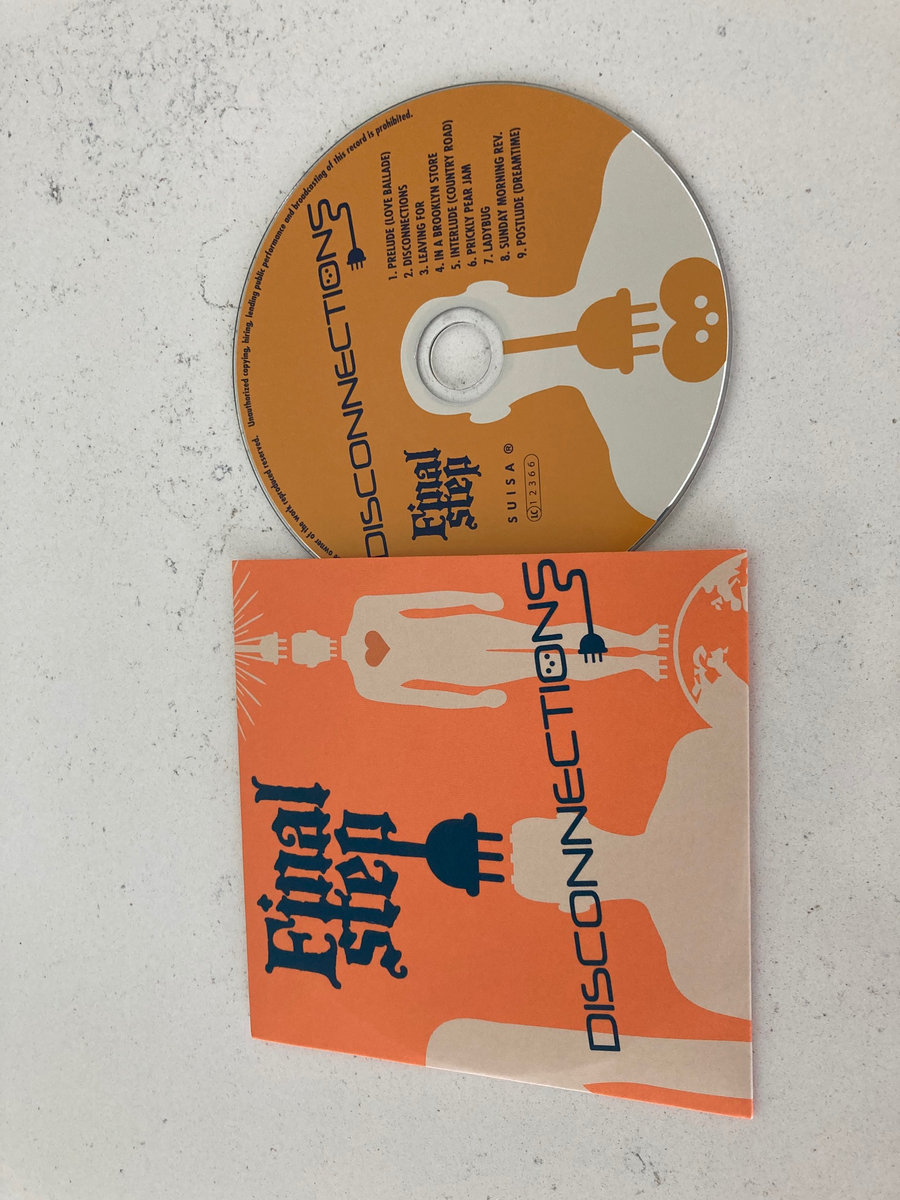 Final
step
DISCONNECTIONS
owner of the work reproduced reserved. Unauthorized copying, hiring, lending public performance and broadcasting of this record is prohibited.
DISCONNECTIONS
1. PRELUDE (LOVE BALLADE)
2. DISCONNECTIONS
3. LEAVING FOR
4. IN A BROOKLYN STORE
5. INTERLUDE (COUNTRY ROAD)
6. PRICKLY PEAR JAM
7. LADYBUG
8. SUNDAY MORNING REV.
9. POSTLUDE (DREAMTIME)
Final
step
SUISA ®
LC 12366